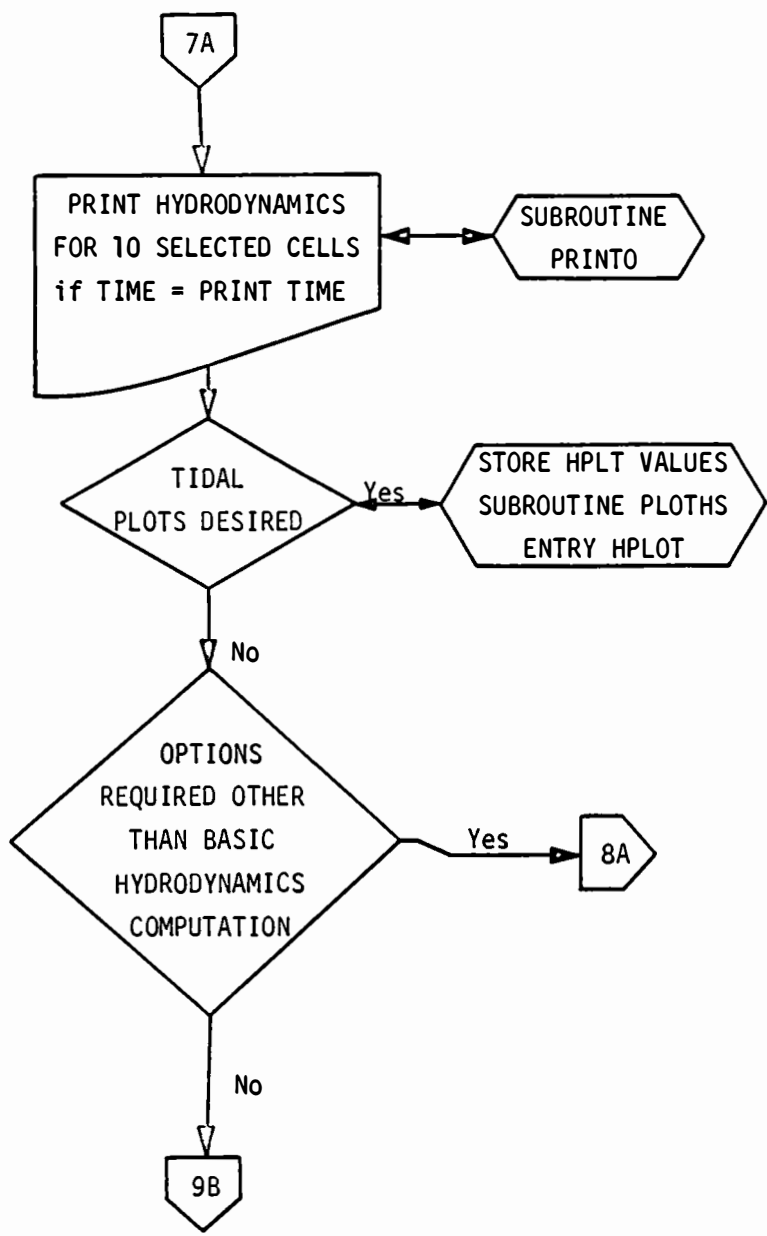 7A
PRINT HYDRODYNAMICS
FOR 10 SELECTED CELLS
if TIME = PRINT TIME
SUBROUTINE
PRINTO
TIDAL
PLOTS DESIRED
Yes
STORE HPLT VALUES
SUBROUTINE PLOTHS
ENTRY HPLOT
No
OPTIONS
REQUIRED OTHER
THAN BASIC
HYDRODYNAMICS
COMPUTATION
Yes
8A
No
9B